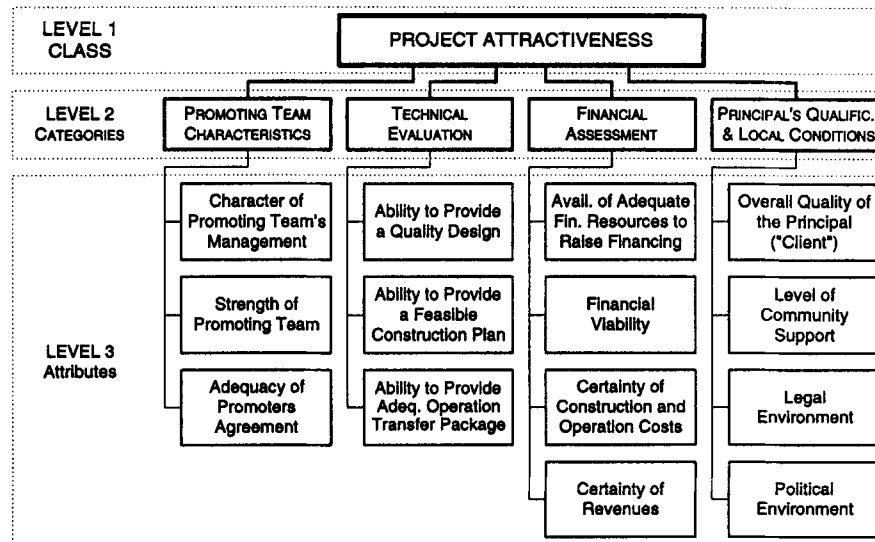 LEVEL 1
CLASS
PROJECT ATTRACTIVENESS
LEVEL 2
CATEGORIES
PROMOTING TEAM
CHARACTERISTICS
TECHNICAL
EVALUATION
FINANCIAL
ASSESSMENT
PRINCIPAL'S QUALIFIC.
& LOCAL CONDITIONS
LEVEL 3
Attributes
Character of
Promoting Team's
Management
Strength of
Promoting Team
Adequacy of
Promoters
Agreement
Ability to Provide
a Quality Design
Ability to Provide
a Feasible
Construction Plan
Ability to Provide
Adeq. Operation
Transfer Package
Avail. of Adequate
Fin. Resources to
Raise Financing
Financial
Viability
Certainty of
Construction and
Operation Costs
Certainty of
Revenues
Overall Quality of
the Principal
("Client")
Level of
Community
Support
Legal
Environment
Political
Environment